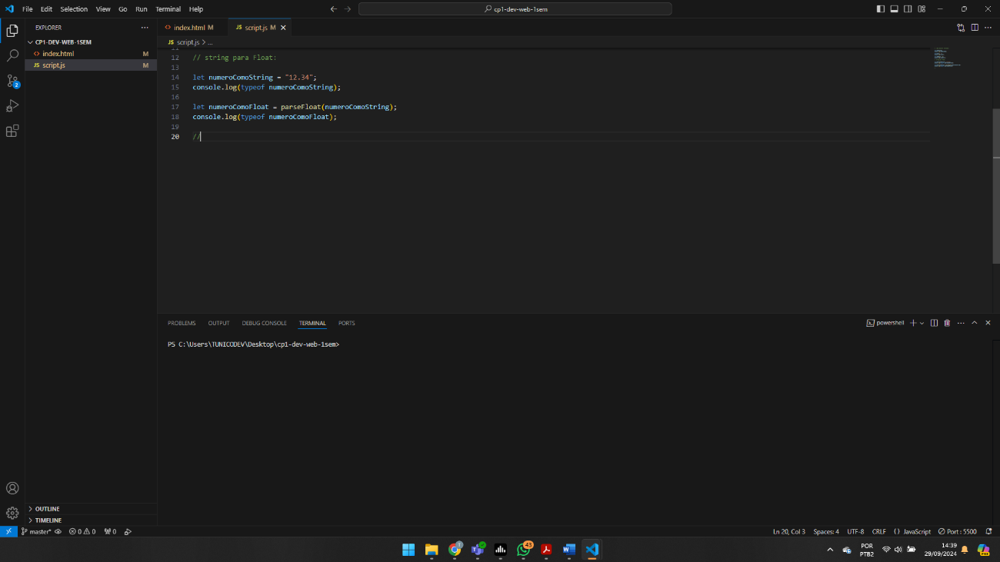 File Edit Selection View Go Run Terminal Help
cp1-dev-web-1sem
EXPLORER
index.html M
script.js M
CP1-DEV-WEB-1SEM
script.js > ...
index.html M
script.js M
11
12 // string para Float:
13
14 let numeroComoString = "12.34";
15 console.log(typeof numeroComoString);
16
17 let numeroComoFloat = parseFloat(numeroComoString);
18 console.log(typeof numeroComoFloat);
19
20 //
2
PROBLEMS OUTPUT DEBUG CONSOLE TERMINAL PORTS
powershell
PS C:\Users\TUNICODEV\Desktop\cp1-dev-web-1sem>
OUTLINE
TIMELINE
master* 0 0 0
Ln 20, Col 3 Spaces: 4 UTF-8 CRLF {} JavaScript Port : 5500
1 43
POR
PTB2
14:39
29/09/2024